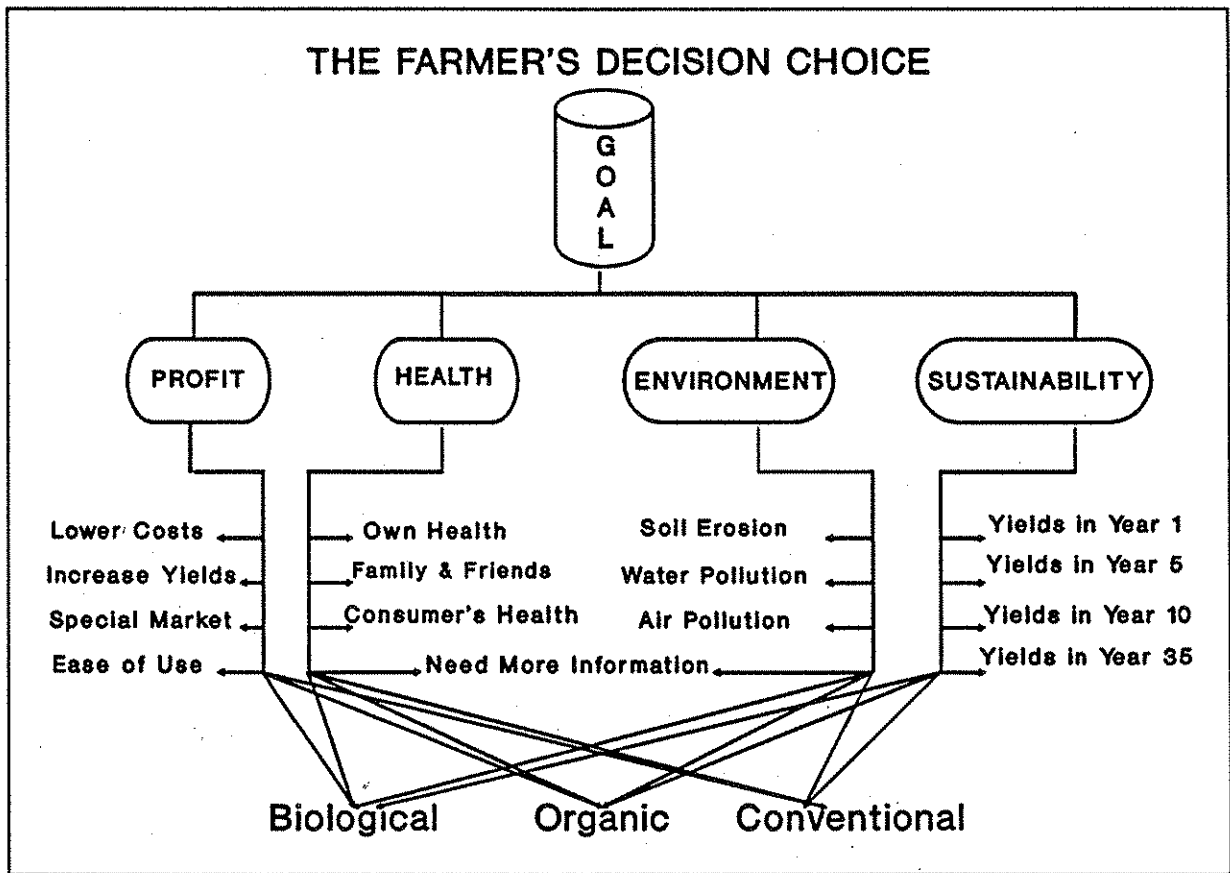 THE FARMER'S DECISION CHOICE
GOAL
PROFIT
HEALTH
ENVIRONMENT
SUSTAINABILITY
Lower Costs
Increase Yields
Special Market
Ease of Use
Own Health
Family & Friends
Consumer's Health
Need More Information
Soil Erosion
Water Pollution
Air Pollution
Yields in Year 1
Yields in Year 5
Yields in Year 10
Yields in Year 35
Biological
Organic
Conventional